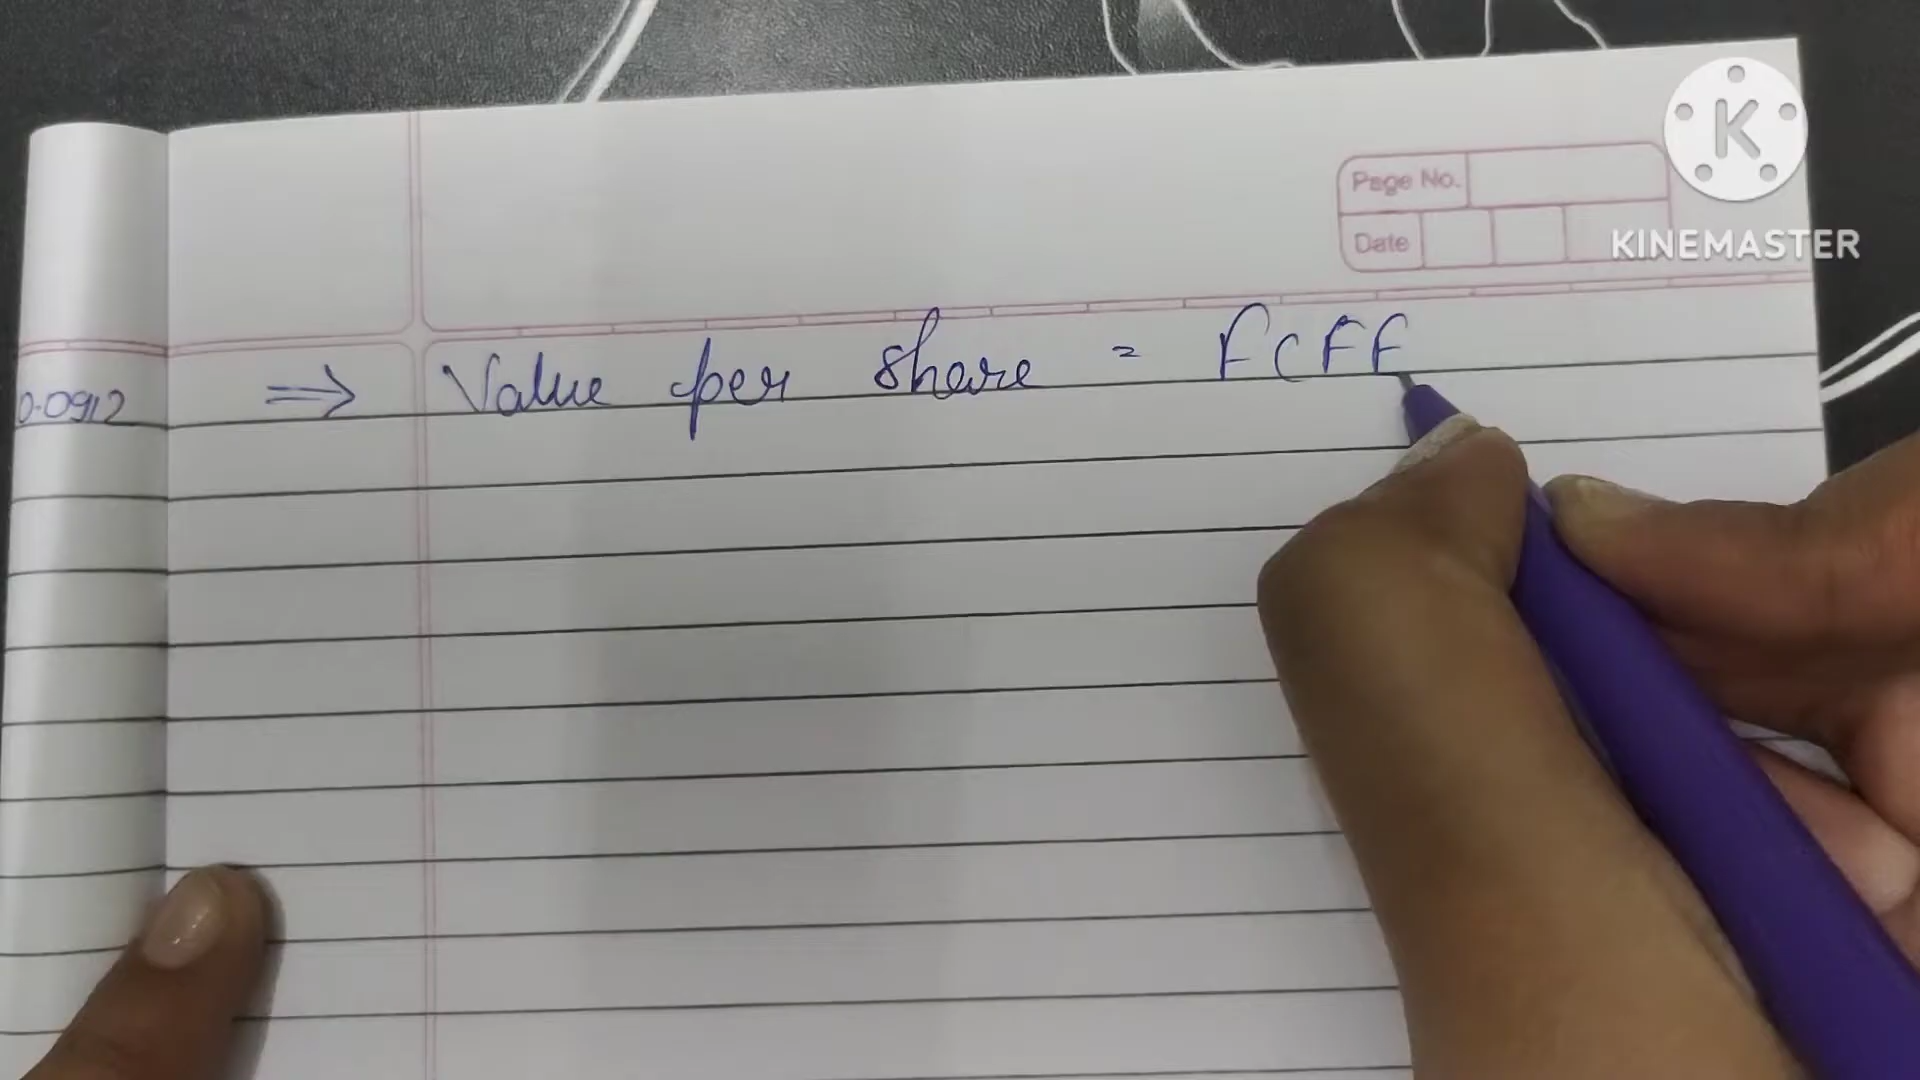 Page No.
Date
K
KINEMASTER
0.0912
⇒ Value per share = FCFF